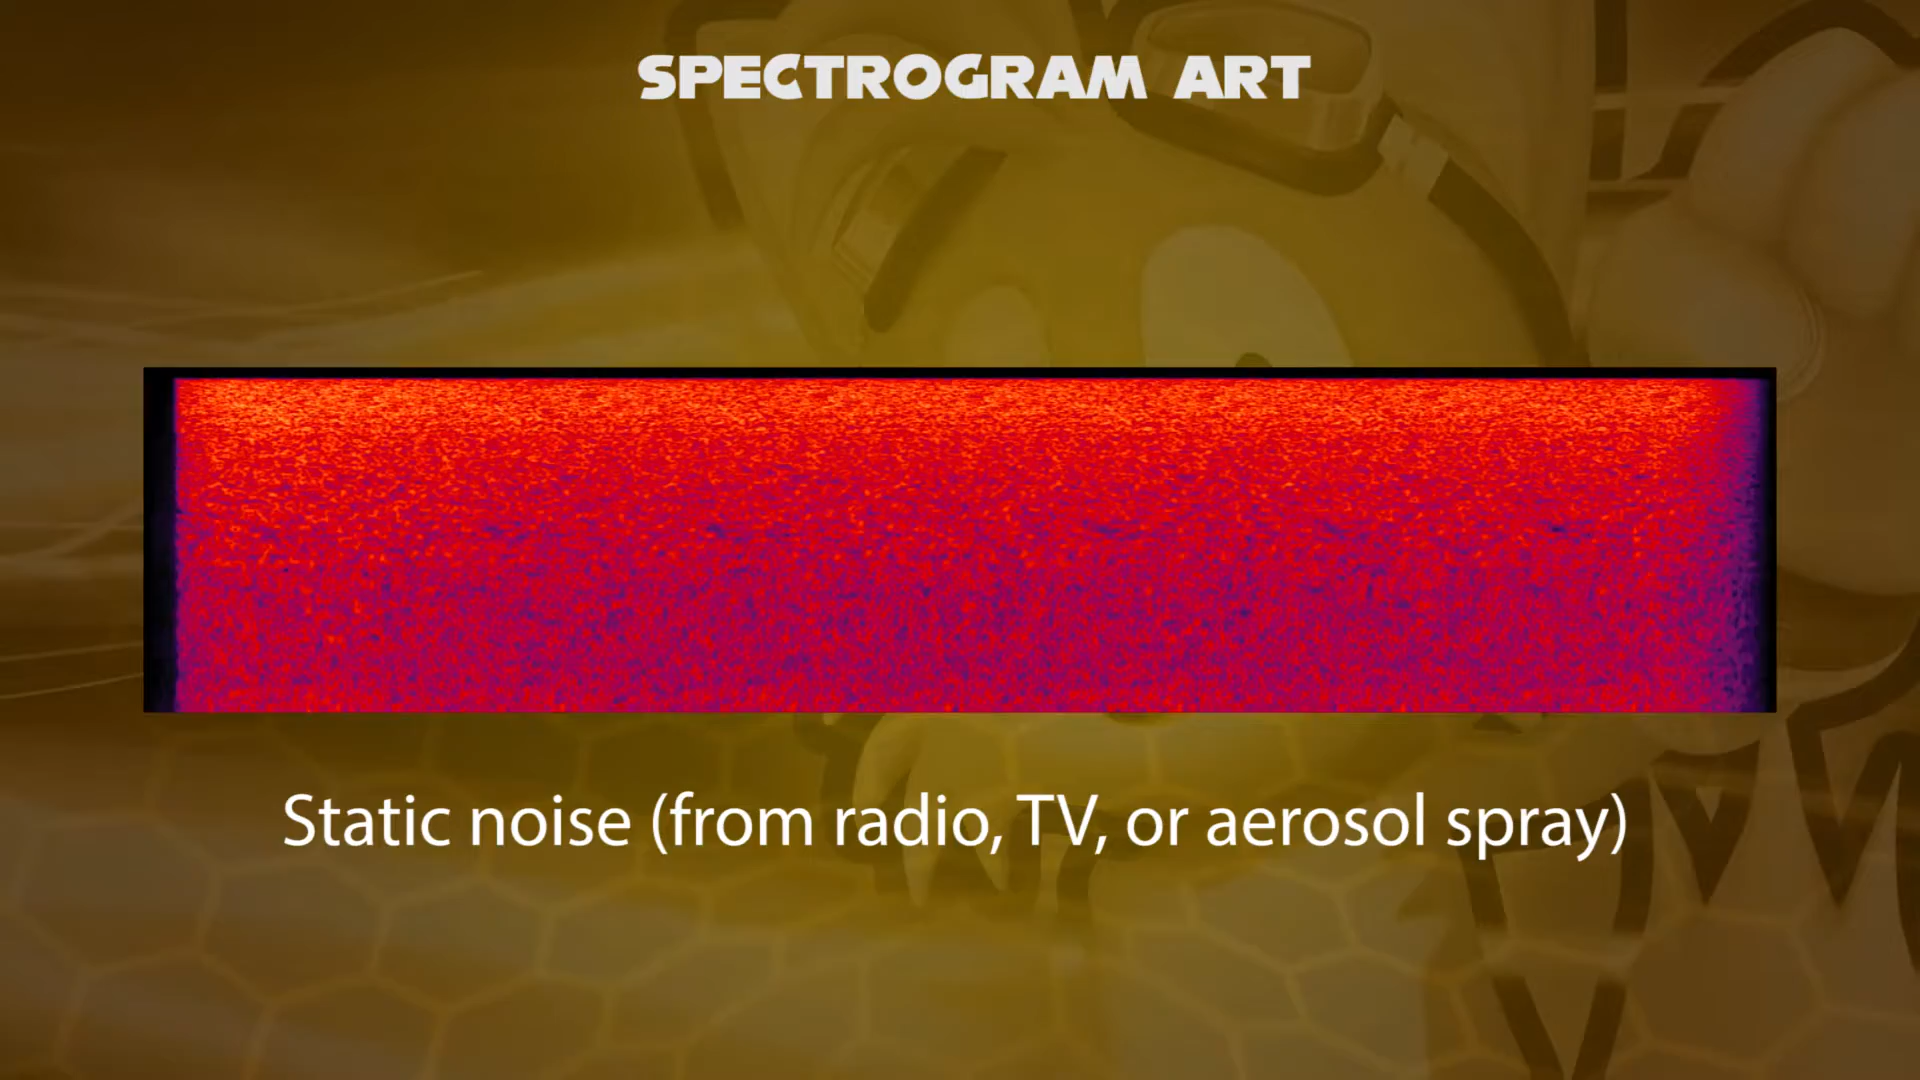 SPECTROGRAM ART
Static noise (from radio, TV, or aerosol spray)